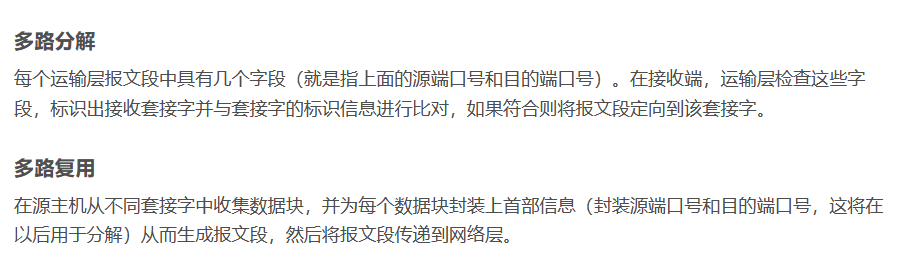 多路分解
每个运输层报文段中具有几个字段（就是指上面的源端口号和目的端口号）。在接收端，运输层检查这些字
段，标识出接收套接字并与套接字的标识信息进行比对，如果符合则将报文段定向到该套接字。
多路复用
在源主机从不同套接字中收集数据块，并为每个数据块封装上首部信息（封装源端口号和目的端口号，这将在
以后用于分解）从而生成报文段，然后将报文段传递到网络层。